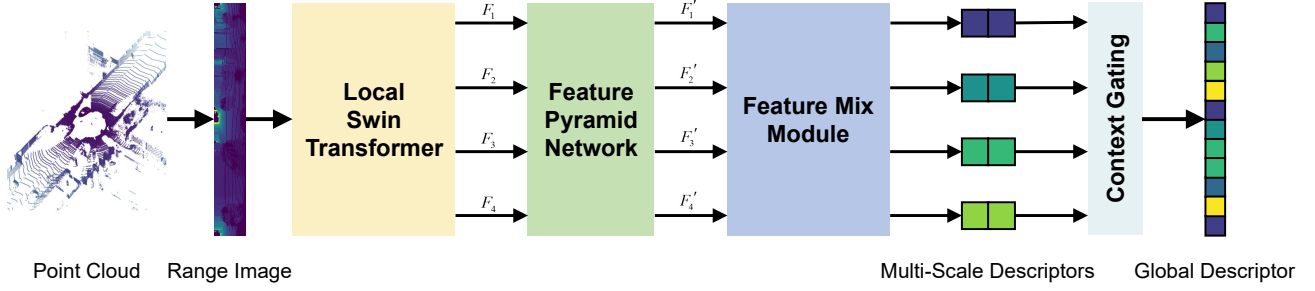 F₁
F₂
F₃
F₄
F₁′
F₂′
F₃′
F₄′
Local
Swin
Transformer
Feature
Pyramid
Network
Feature Mix
Module
Context Gating
Point Cloud
Range Image
Multi-Scale Descriptors
Global Descriptor